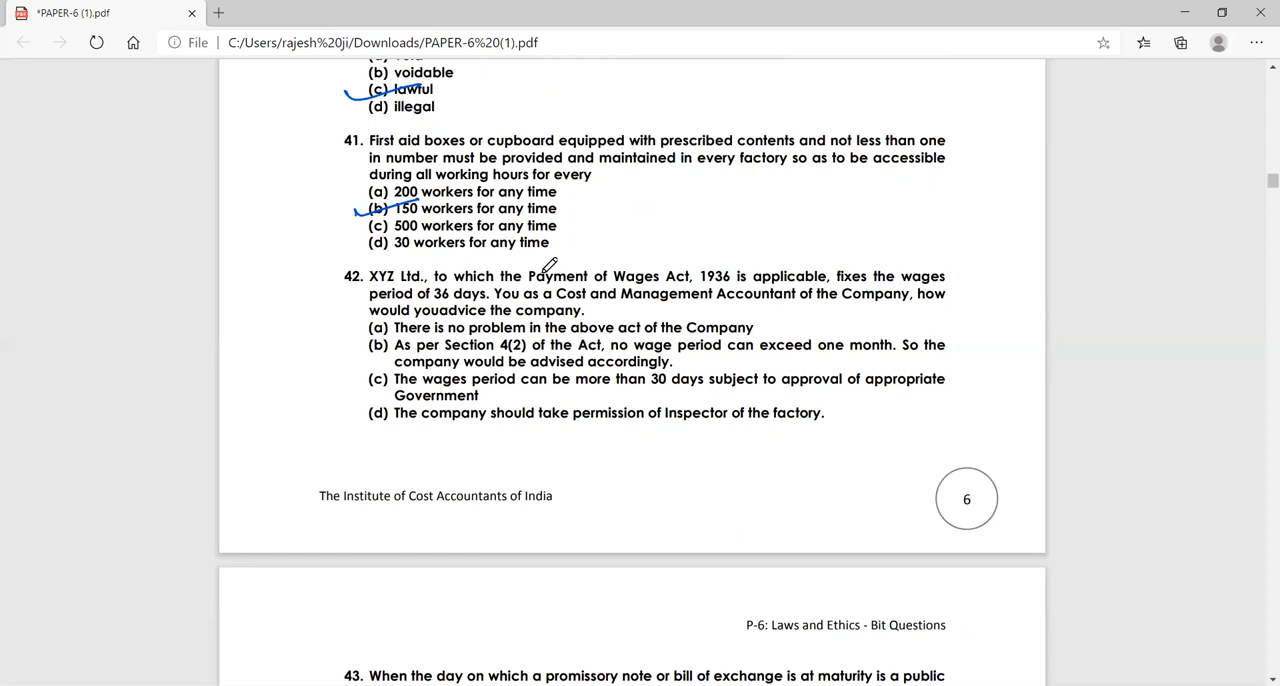 *PAPER-6 (1).pdf
File | C:/Users/rajesh%20ji/Downloads/PAPER-6%20(1).pdf
(b) voidable
(c) lawful
(d) illegal
41. First aid boxes or cupboard equipped with prescribed contents and not less than one
in number must be provided and maintained in every factory so as to be accessible
during all working hours for every
(a) 200 workers for any time
(b) 150 workers for any time
(c) 500 workers for any time
(d) 30 workers for any time
42. XYZ Ltd., to which the Payment of Wages Act, 1936 is applicable, fixes the wages
period of 36 days. You as a Cost and Management Accountant of the Company, how
would youadvice the company.
(a) There is no problem in the above act of the Company
(b) As per Section 4(2) of the Act, no wage period can exceed one month. So the
company would be advised accordingly.
(c) The wages period can be more than 30 days subject to approval of appropriate
Government
(d) The company should take permission of Inspector of the factory.
The Institute of Cost Accountants of India
6
P-6: Laws and Ethics - Bit Questions
43. When the day on which a promissory note or bill of exchange is at maturity is a public